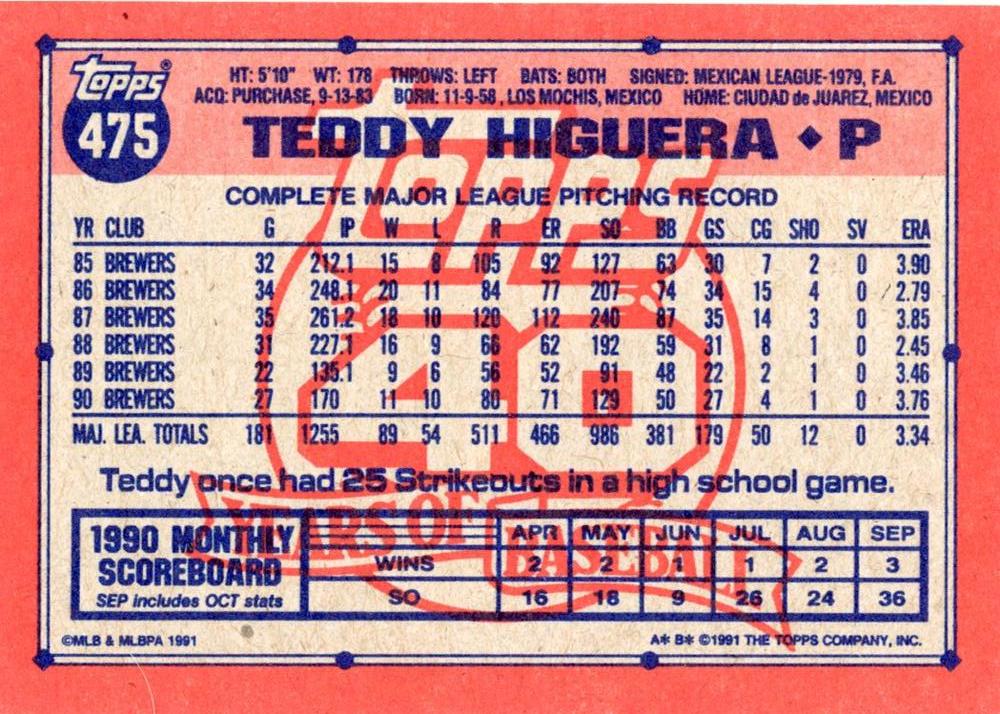 Topps®
475
HT: 5'10" WT: 178 THROWS: LEFT BATS: BOTH SIGNED: MEXICAN LEAGUE-1979, F.A.
ACQ: PURCHASE, 9-13-83 BORN: 11-9-58, LOS MOCHIS, MEXICO HOME: CIUDAD de JUAREZ, MEXICO
TEDDY HIGUERA ♦ P
COMPLETE MAJOR LEAGUE PITCHING RECORD
YR CLUB G IP W L R ER SO BB GS CG SHO SV ERA
85 BREWERS 32 212.1 15 8 105 92 127 63 30 7 2 0 3.90
86 BREWERS 34 248.1 20 11 84 77 207 74 34 15 4 0 2.79
87 BREWERS 35 261.2 18 10 120 112 240 87 35 14 3 0 3.85
88 BREWERS 31 227.1 16 9 66 62 192 59 31 8 1 0 2.45
89 BREWERS 22 135.1 9 6 56 52 91 48 22 2 1 0 3.46
90 BREWERS 27 170 11 10 80 71 129 50 27 4 1 0 3.76
MAJ. LEA. TOTALS 181 1255 89 54 511 466 986 381 179 50 12 0 3.34
Topps
40
YEARS OF BASEBALL
Teddy once had 25 Strikeouts in a high school game.
1990 MONTHLY
SCOREBOARD
SEP includes OCT stats
APR MAY JUN JUL AUG SEP
WINS 2 2 1 1 2 3
SO 16 18 9 26 24 36
©MLB & MLBPA 1991
A* B* ©1991 THE TOPPS COMPANY, INC.